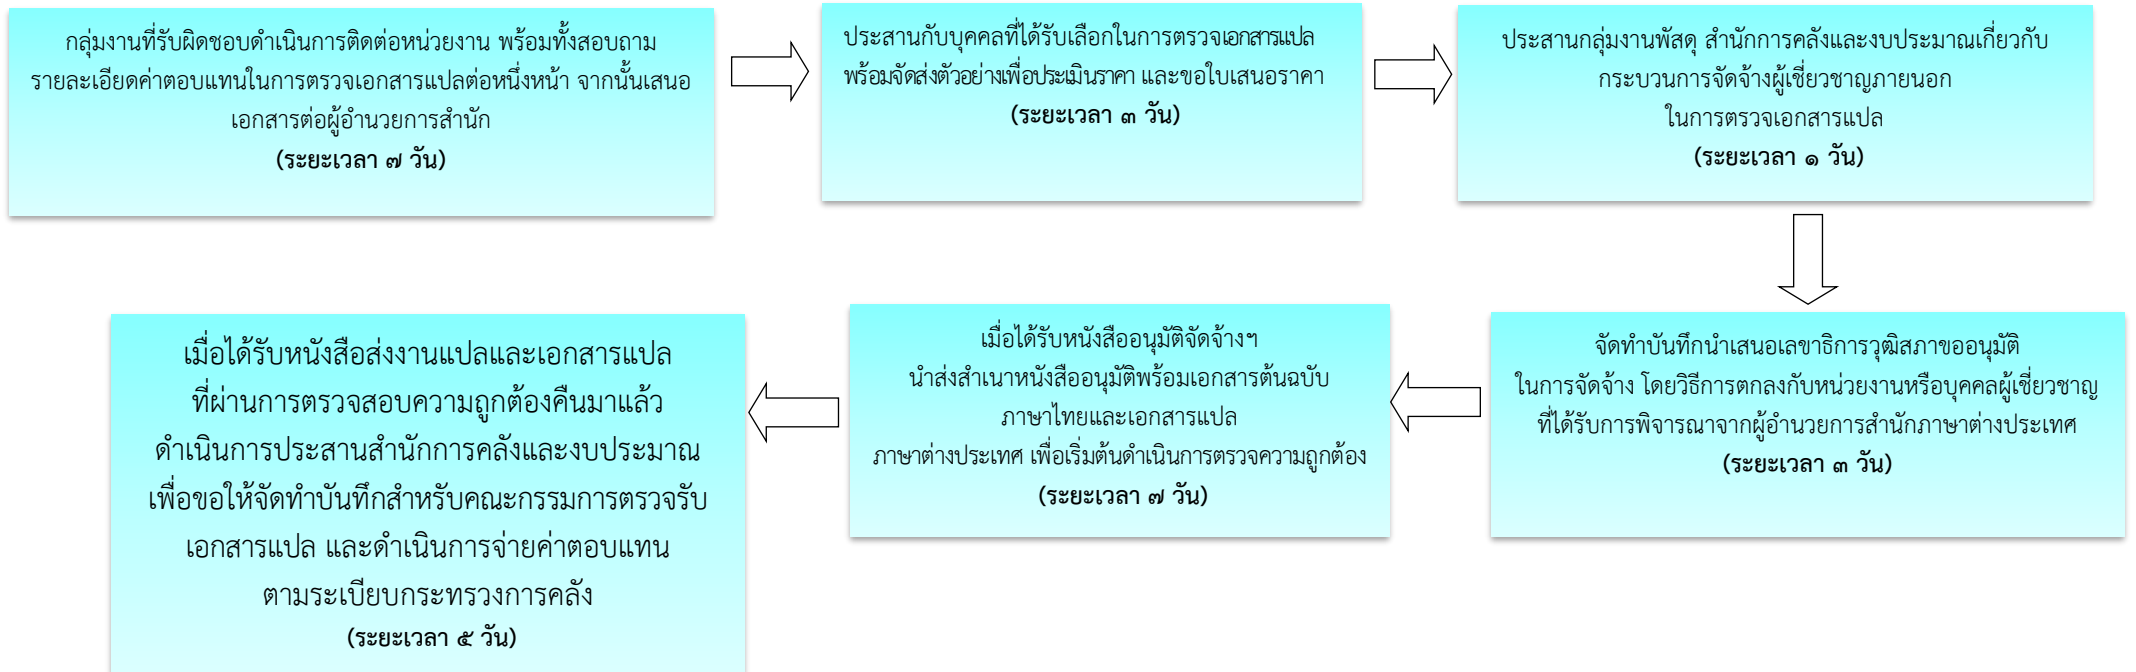 กลุ่มงานที่รับผิดชอบดำเนินการติดต่อหน่วยงาน พร้อมทั้งสอบถาม
รายละเอียดค่าตอบแทนในการตรวจเอกสารแปลต่อหนึ่งหน้า จากนั้นเสนอ
เอกสารต่อผู้อำนวยการสำนัก
(ระยะเวลา ๗ วัน)
ประสานกับบุคคลที่ได้รับเลือกในการตรวจเอกสารแปล
พร้อมจัดส่งตัวอย่างเพื่อประเมินราคา และขอใบเสนอราคา
(ระยะเวลา ๓ วัน)
ประสานกลุ่มงานพัสดุ สำนักการคลังและงบประมาณเกี่ยวกับ
กระบวนการจัดจ้างผู้เชี่ยวชาญภายนอก
ในการตรวจเอกสารแปล
(ระยะเวลา ๑ วัน)
จัดทำบันทึกนำเสนอเลขาธิการวุฒิสภาขออนุมัติ
ในการจัดจ้าง โดยวิธีการตกลงกับหน่วยงานหรือบุคคลผู้เชี่ยวชาญ
ที่ได้รับการพิจารณาจากผู้อำนวยการสำนักภาษาต่างประเทศ
(ระยะเวลา ๓ วัน)
เมื่อได้รับหนังสืออนุมัติจัดจ้างฯ
นำส่งสำเนาหนังสืออนุมัติพร้อมเอกสารต้นฉบับ
ภาษาไทยและเอกสารแปล
ภาษาต่างประเทศ เพื่อเริ่มต้นดำเนินการตรวจความถูกต้อง
(ระยะเวลา ๗ วัน)
เมื่อได้รับหนังสือส่งงานแปลและเอกสารแปล
ที่ผ่านการตรวจสอบความถูกต้องคืนมาแล้ว
ดำเนินการประสานสำนักการคลังและงบประมาณ
เพื่อขอให้จัดทำบันทึกสำหรับคณะกรรมการตรวจรับ
เอกสารแปล และดำเนินการจ่ายค่าตอบแทน
ตามระเบียบกระทรวงการคลัง
(ระยะเวลา ๕ วัน)